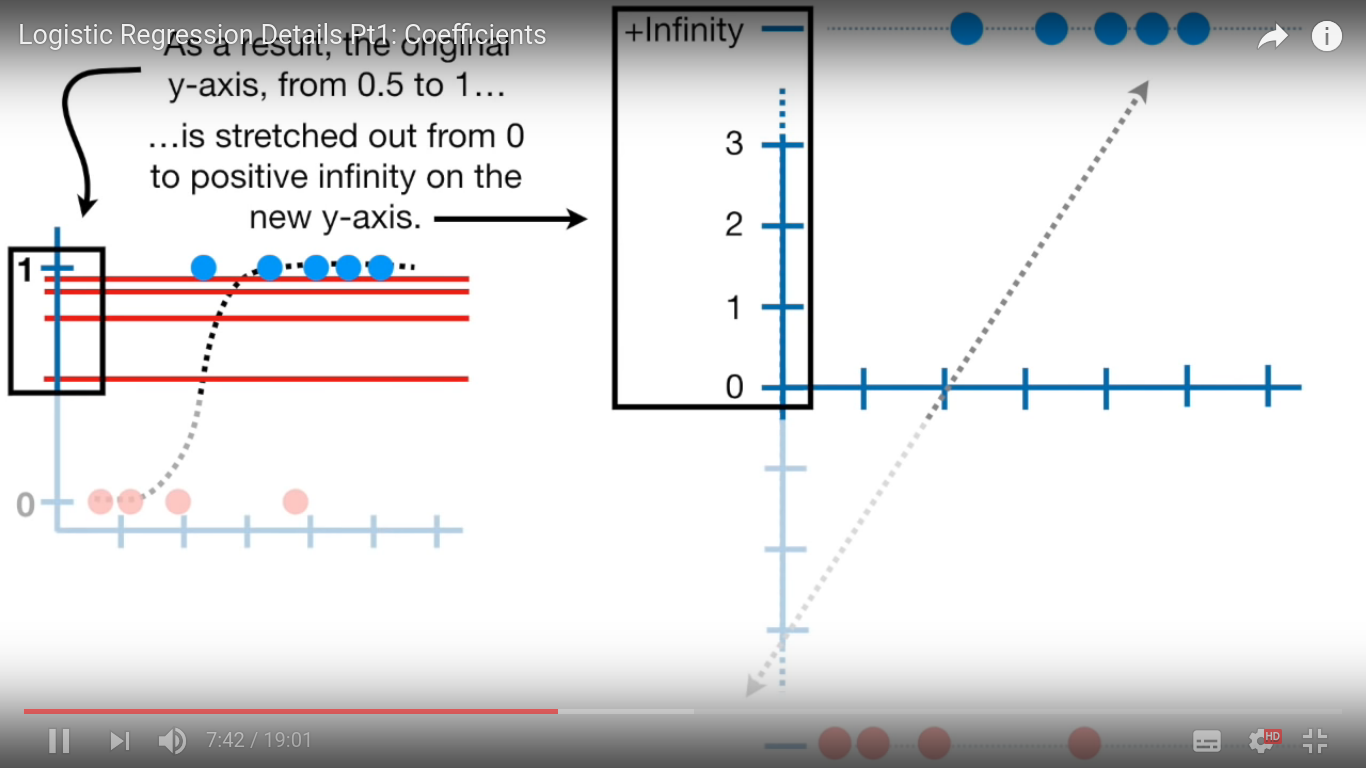 Logistic Regression Details Pt1: Coefficients
As a result, the original
y-axis, from 0.5 to 1…
…is stretched out from 0
to positive infinity on the
new y-axis.
1
0
+Infinity
3
2
1
0
7:42 / 19:01
HD